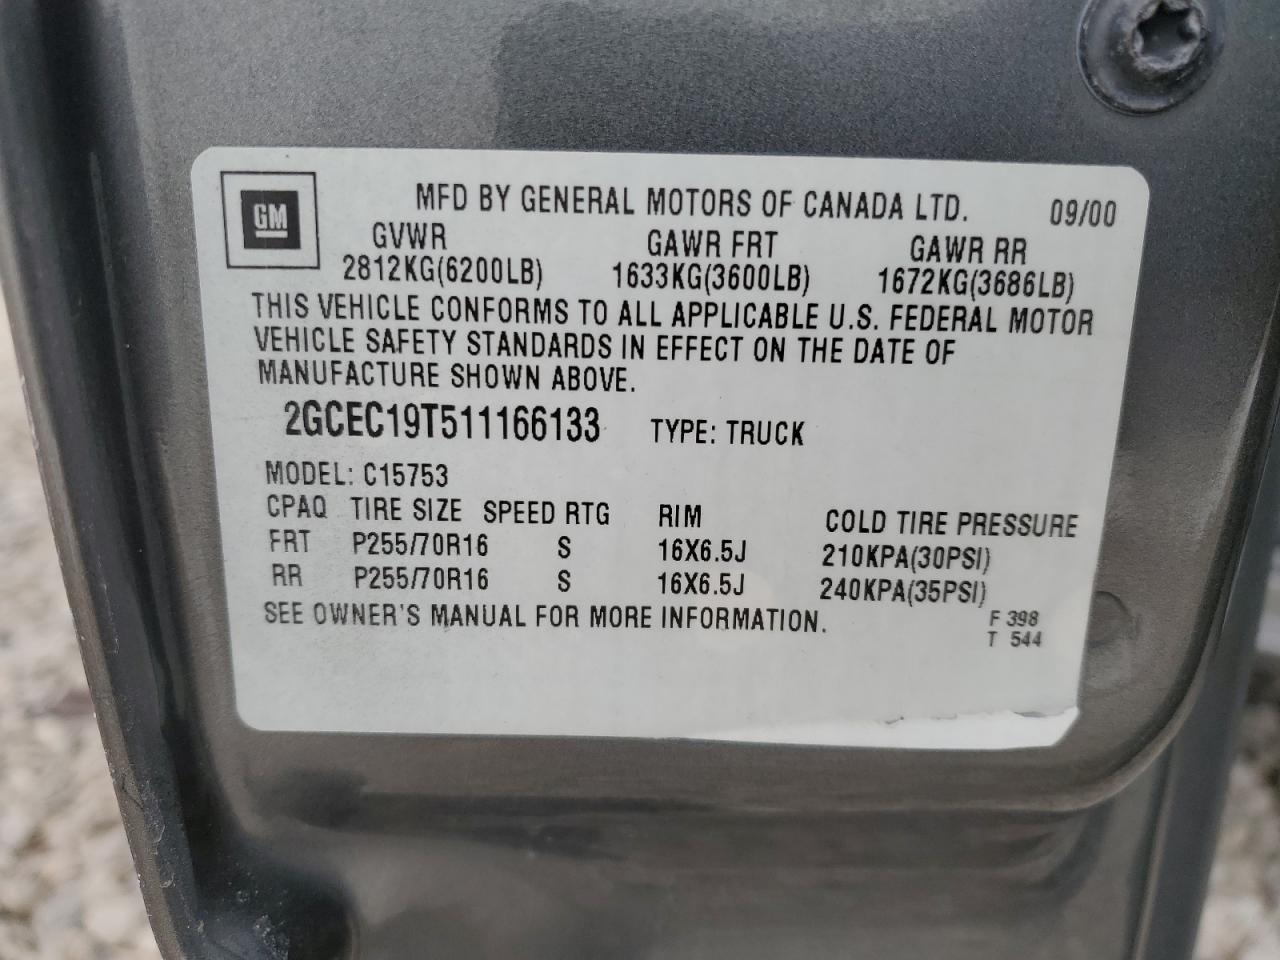 GM
MFD BY GENERAL MOTORS OF CANADA LTD. 09/00
GVWR GAWR FRT GAWR RR
2812KG(6200LB) 1633KG(3600LB) 1672KG(3686LB)
THIS VEHICLE CONFORMS TO ALL APPLICABLE U.S. FEDERAL MOTOR
VEHICLE SAFETY STANDARDS IN EFFECT ON THE DATE OF
MANUFACTURE SHOWN ABOVE.
2GCEC19T511166133 TYPE: TRUCK
MODEL: C15753
CPAQ TIRE SIZE SPEED RTG RIM COLD TIRE PRESSURE
FRT P255/70R16 S 16X6.5J 210KPA(30PSI)
RR P255/70R16 S 16X6.5J 240KPA(35PSI)
SEE OWNER'S MANUAL FOR MORE INFORMATION.
F 398
T 544